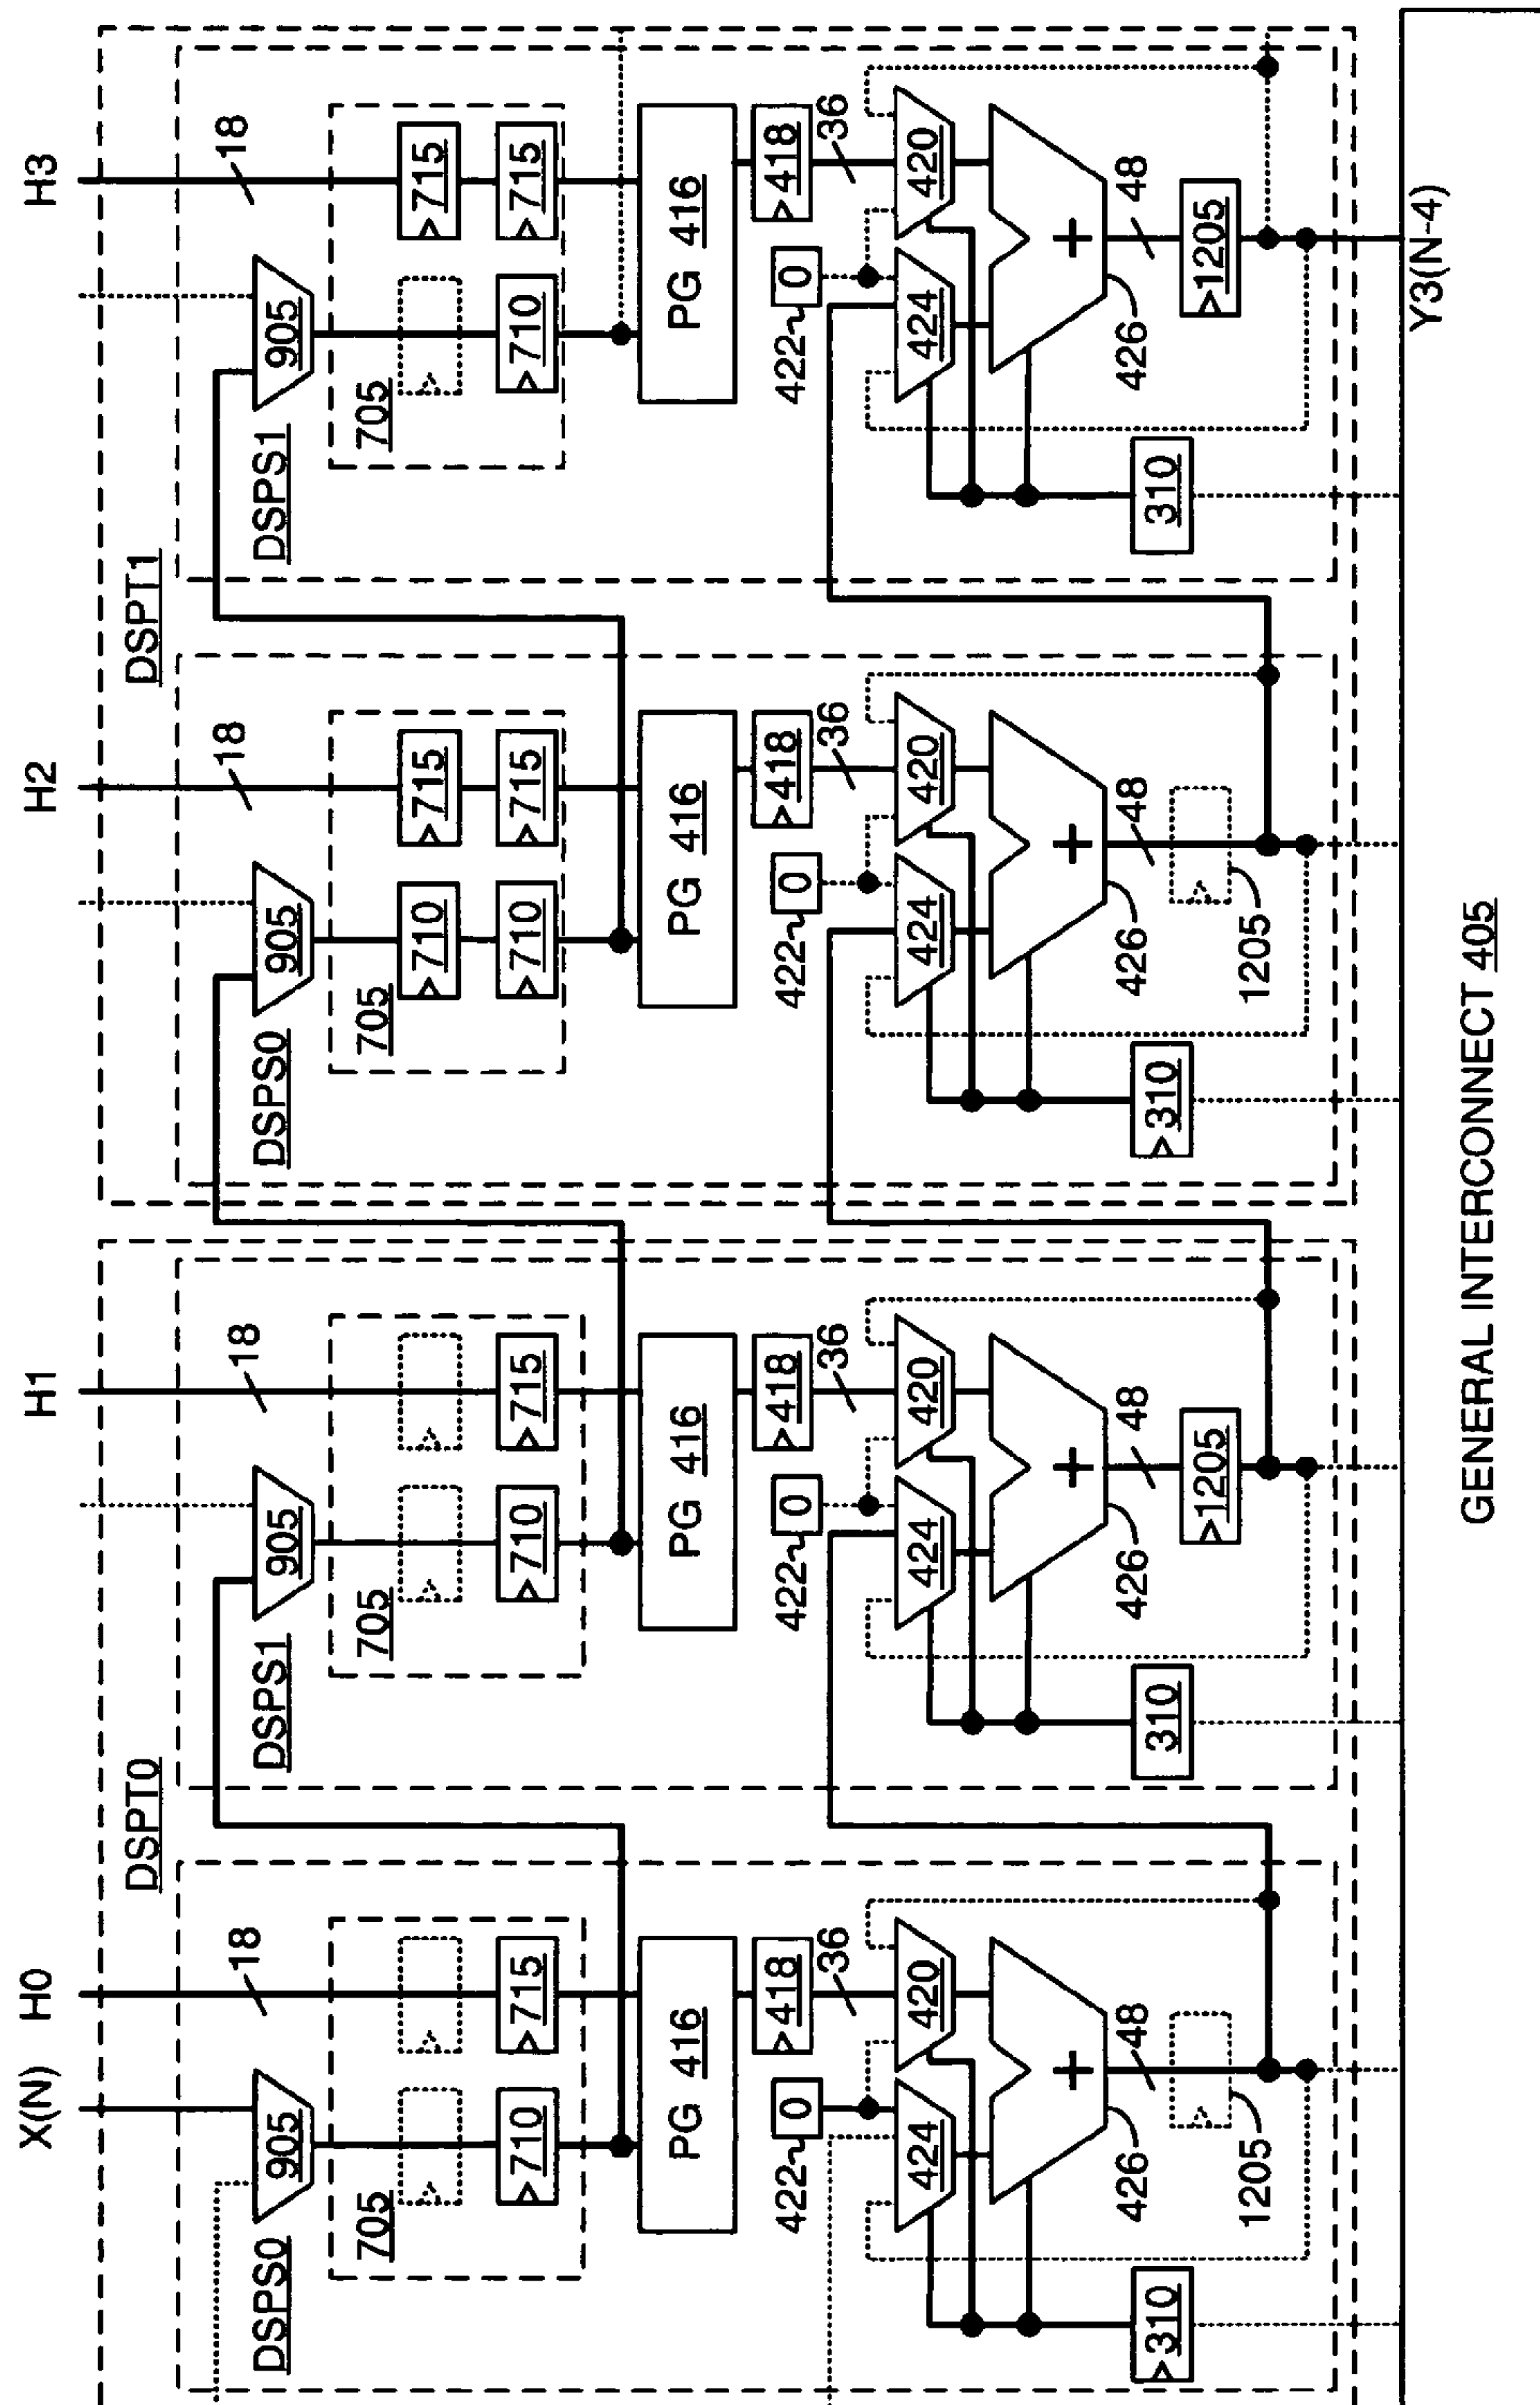 X(N) H0 H1 H2 H3
DSPT0 DSPT1
18 18 18 18
905 905 905 905
DSPS0 DSPS1 DSPS0 DSPS1
715 715
710
705 705 705 705
710 715 710 715 710 715 710 715
PG 416 PG 416 PG 416 PG 416
>418 >418 >418 >418
36 36 36 36
422 0 422 0 422 0 422 0
424 420 424 420 424 420 424 420
+ + + +
426 48 426 48 426 48 426 48
>310 310 >310 310
1205 >1205 1205 >1205
Y3(N-4)
GENERAL INTERCONNECT 405